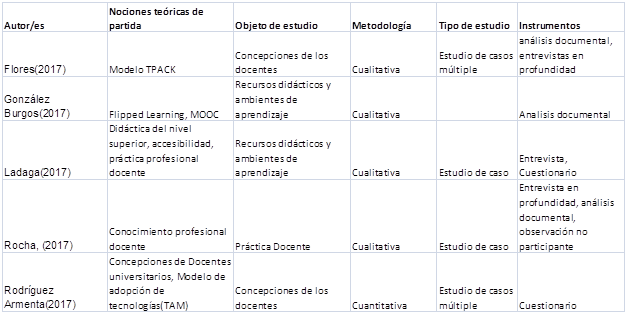 Autor/es
Nociones teóricas de
partida
Objeto de estudio
Metodología
Tipo de estudio
Instrumentos
Flores(2017)
Modelo TPACK
Concepciones de los
docentes
Cualitativa
Estudio de casos
múltiple
análisis documental,
entrevistas en
profundidad
González
Burgos(2017)
Flipped Learning, MOOC
Recursos didácticos y
ambientes de
aprendizaje
Cualitativa
Analisis documental
Ladaga(2017)
Didáctica del nivel
superior, accesibilidad,
práctica profesional
docente
Recursos didácticos y
ambientes de
aprendizaje
Cualitativa
Estudio de caso
Entrevista,
Cuestionario
Rocha, (2017)
Conocimiento profesional
docente
Práctica Docente
Cualitativa
Estudio de caso
Entrevista en
profundidad, análisis
documental,
observación no
participante
Rodríguez
Armenta(2017)
Concepciones de Docentes
universitarios, Modelo de
adopción de
tecnologías(TAM)
Concepciones de los
docentes
Cuantitativa
Estudio de casos
múltiple
Cuestionario